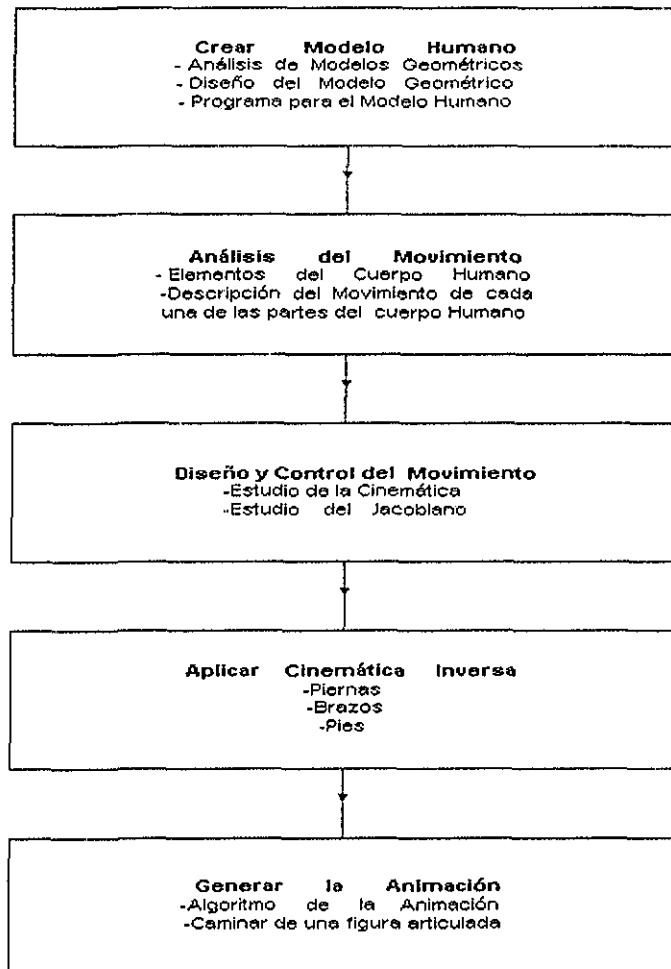 Crear Modelo Humano
- Análisis de Modelos Geométricos
- Diseño del Modelo Geométrico
- Programa para el Modelo Humano
Análisis del Movimiento
- Elementos del Cuerpo Humano
-Descripción del Movimiento de cada
una de las partes del cuerpo Humano
Diseño y Control del Movimiento
-Estudio de la Cinemática
-Estudio del Jacobiano
Aplicar Cinemática Inversa
-Piernas
-Brazos
-Pies
Generar la Animación
-Algoritmo de la Animación
-Caminar de una figura articulada